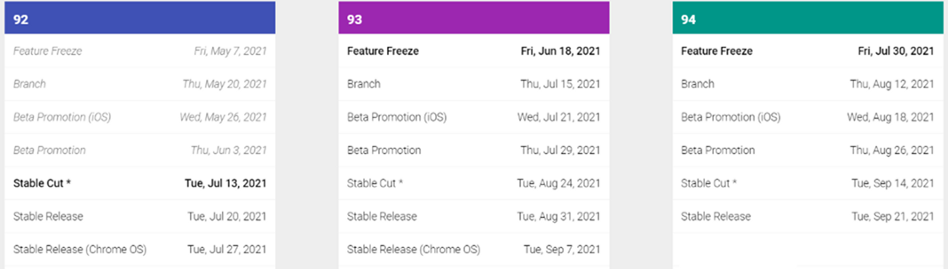 92
Feature Freeze Fri, May 7, 2021
Branch Thu, May 20, 2021
Beta Promotion (iOS) Wed, May 26, 2021
Beta Promotion Thu, Jun 3, 2021
Stable Cut * Tue, Jul 13, 2021
Stable Release Tue, Jul 20, 2021
Stable Release (Chrome OS) Tue, Jul 27, 2021
93
Feature Freeze Fri, Jun 18, 2021
Branch Thu, Jul 15, 2021
Beta Promotion (iOS) Wed, Jul 21, 2021
Beta Promotion Thu, Jul 29, 2021
Stable Cut * Tue, Aug 24, 2021
Stable Release Tue, Aug 31, 2021
Stable Release (Chrome OS) Tue, Sep 7, 2021
94
Feature Freeze Fri, Jul 30, 2021
Branch Thu, Aug 12, 2021
Beta Promotion (iOS) Wed, Aug 18, 2021
Beta Promotion Thu, Aug 26, 2021
Stable Cut * Tue, Sep 14, 2021
Stable Release Tue, Sep 21, 2021